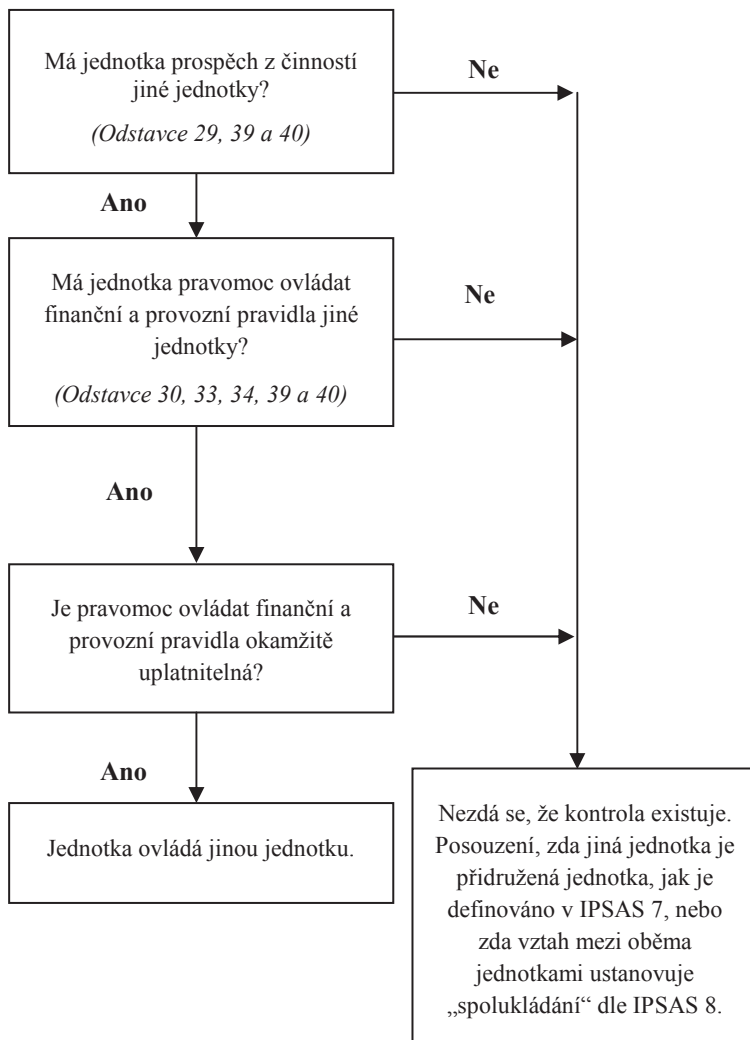 Má jednotka prospěch z činností
jiné jednotky?
(Odstavce 29, 39 a 40)
Ne
Ano
Má jednotka pravomoc ovládat
finanční a provozní pravidla jiné
jednotky?
(Odstavce 30, 33, 34, 39 a 40)
Ne
Ano
Je pravomoc ovládat finanční a
provozní pravidla okamžitě
uplatnitelná?
Ne
Ano
Jednotka ovládá jinou jednotku.
Nezdá se, že kontrola existuje.
Posouzení, zda jiná jednotka je
přidružená jednotka, jak je
definováno v IPSAS 7, nebo
zda vztah mezi oběma
jednotkami ustanovuje
„spolukládání“ dle IPSAS 8.